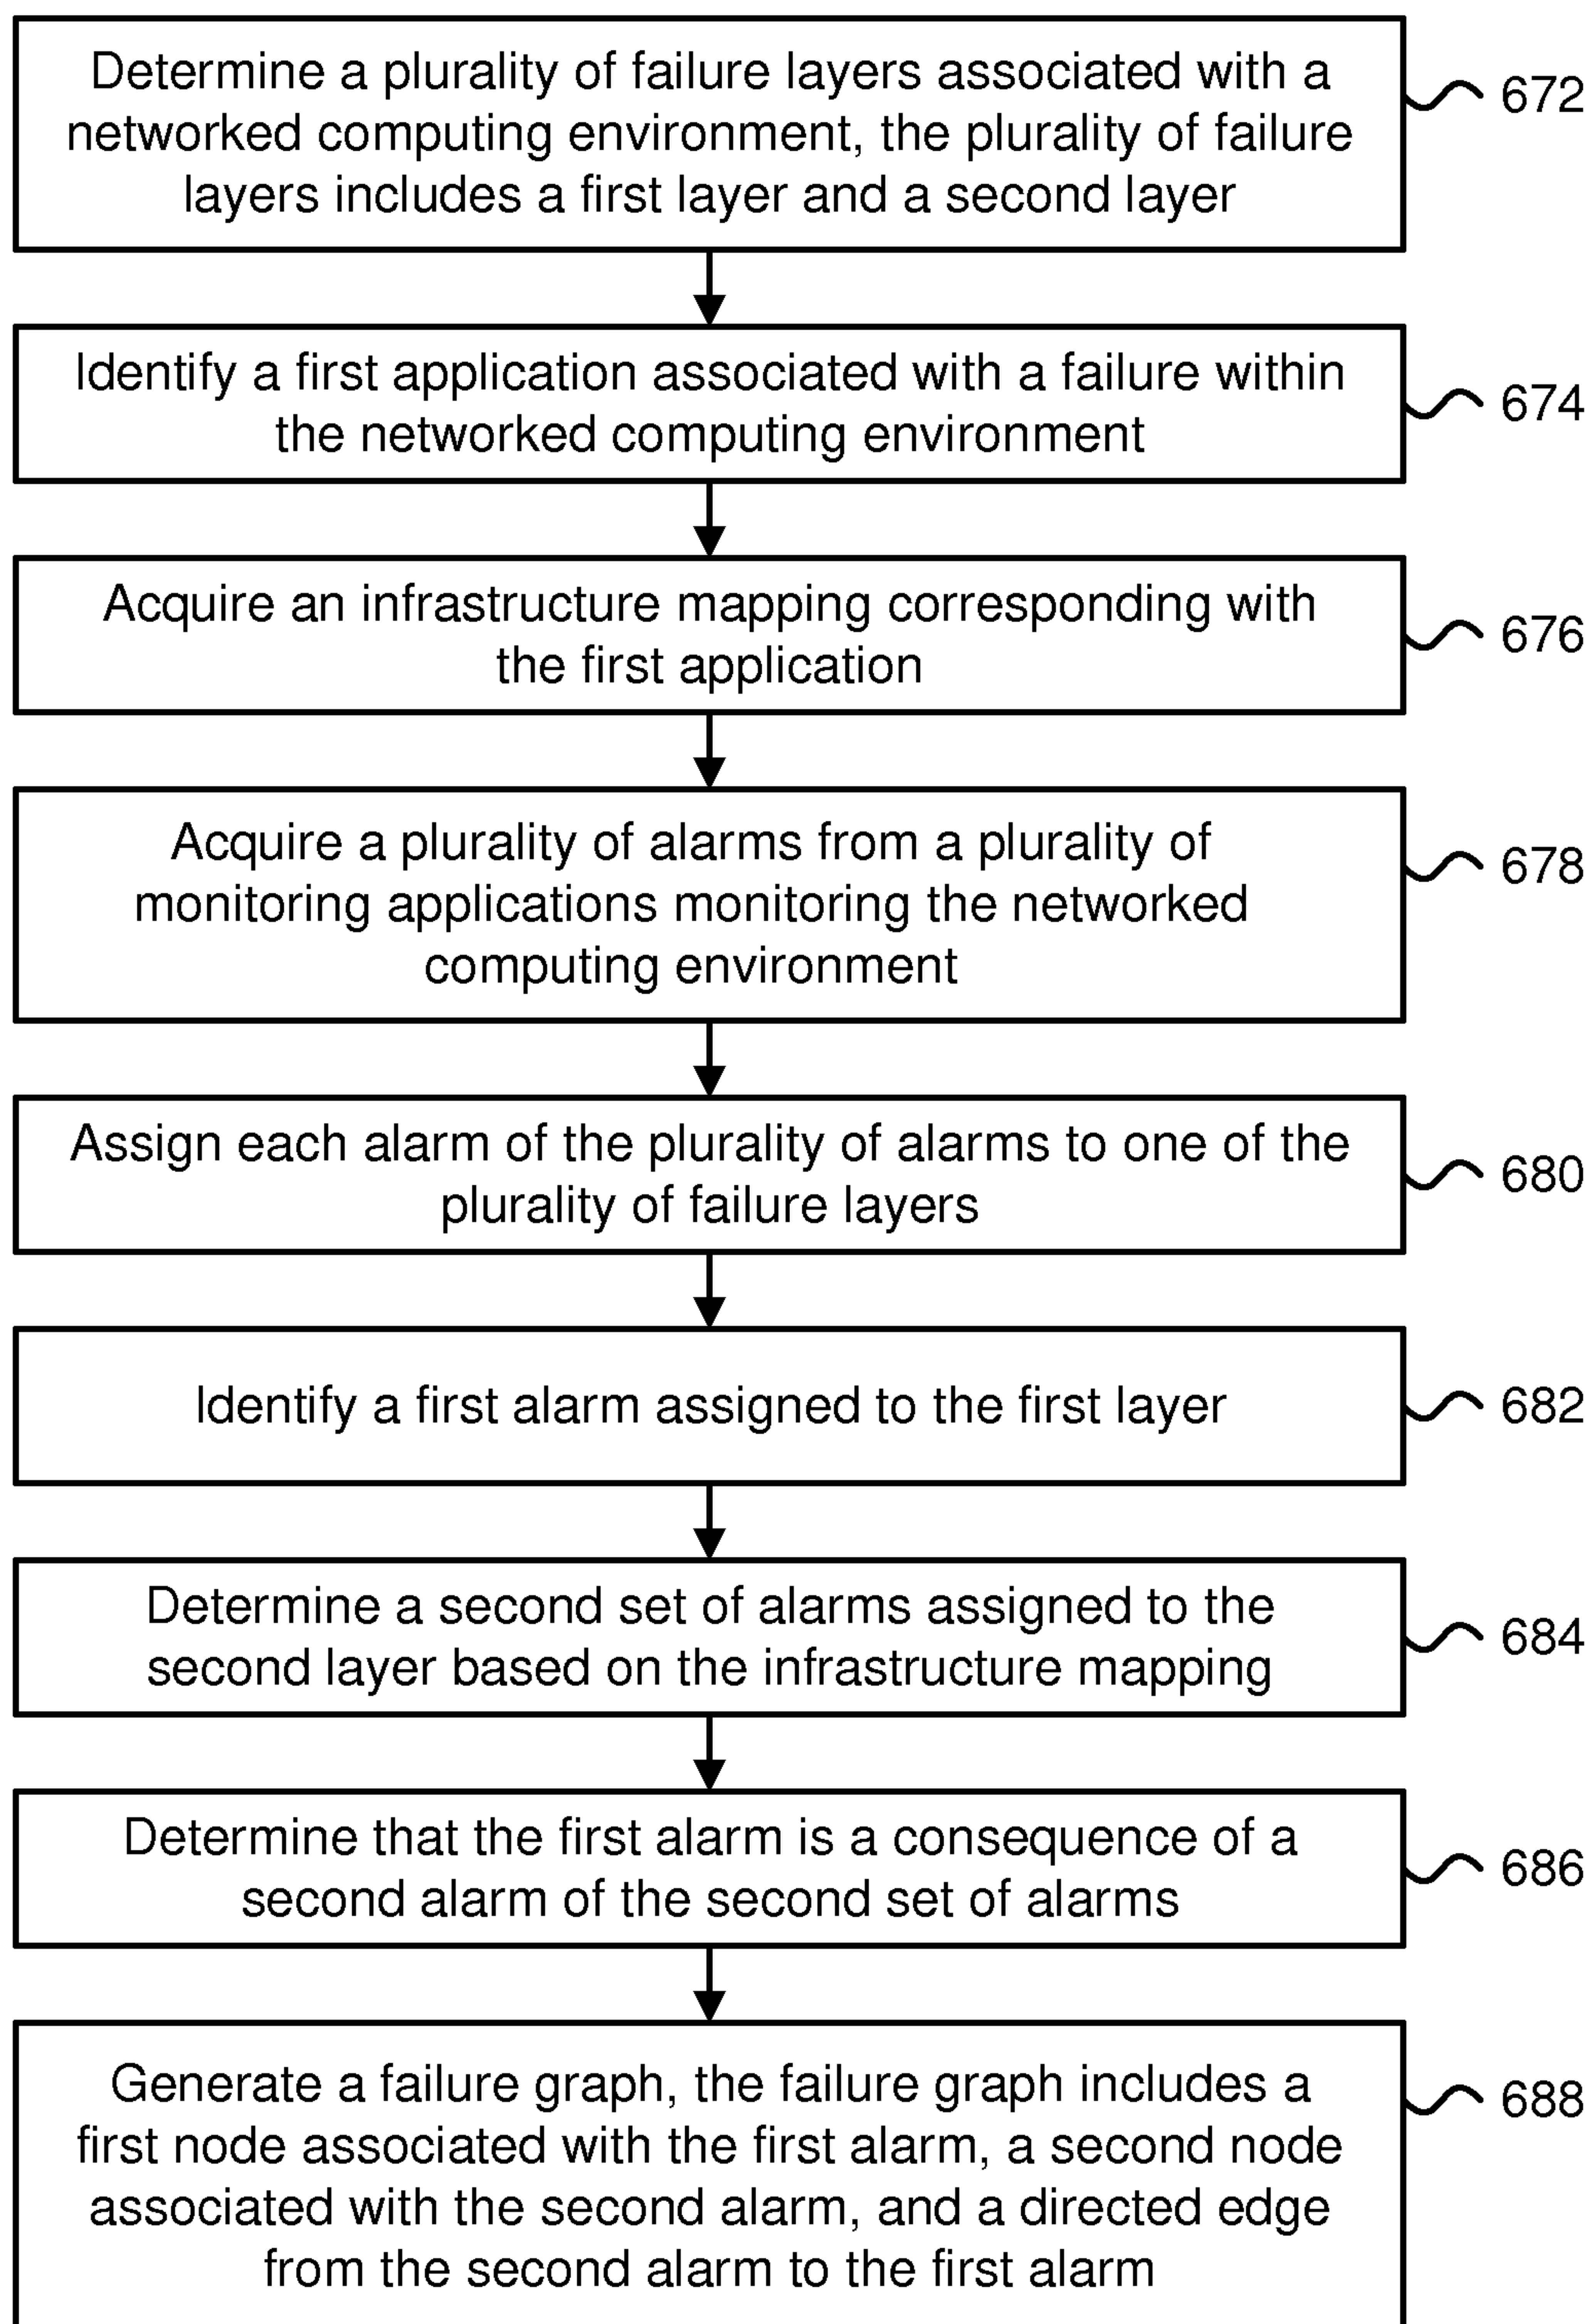 Determine a plurality of failure layers associated with a
networked computing environment, the plurality of failure
layers includes a first layer and a second layer
672
Identify a first application associated with a failure within
the networked computing environment
674
Acquire an infrastructure mapping corresponding with
the first application
676
Acquire a plurality of alarms from a plurality of
monitoring applications monitoring the networked
computing environment
678
Assign each alarm of the plurality of alarms to one of the
plurality of failure layers
680
Identify a first alarm assigned to the first layer
682
Determine a second set of alarms assigned to the
second layer based on the infrastructure mapping
684
Determine that the first alarm is a consequence of a
second alarm of the second set of alarms
686
Generate a failure graph, the failure graph includes a
first node associated with the first alarm, a second node
associated with the second alarm, and a directed edge
from the second alarm to the first alarm
688